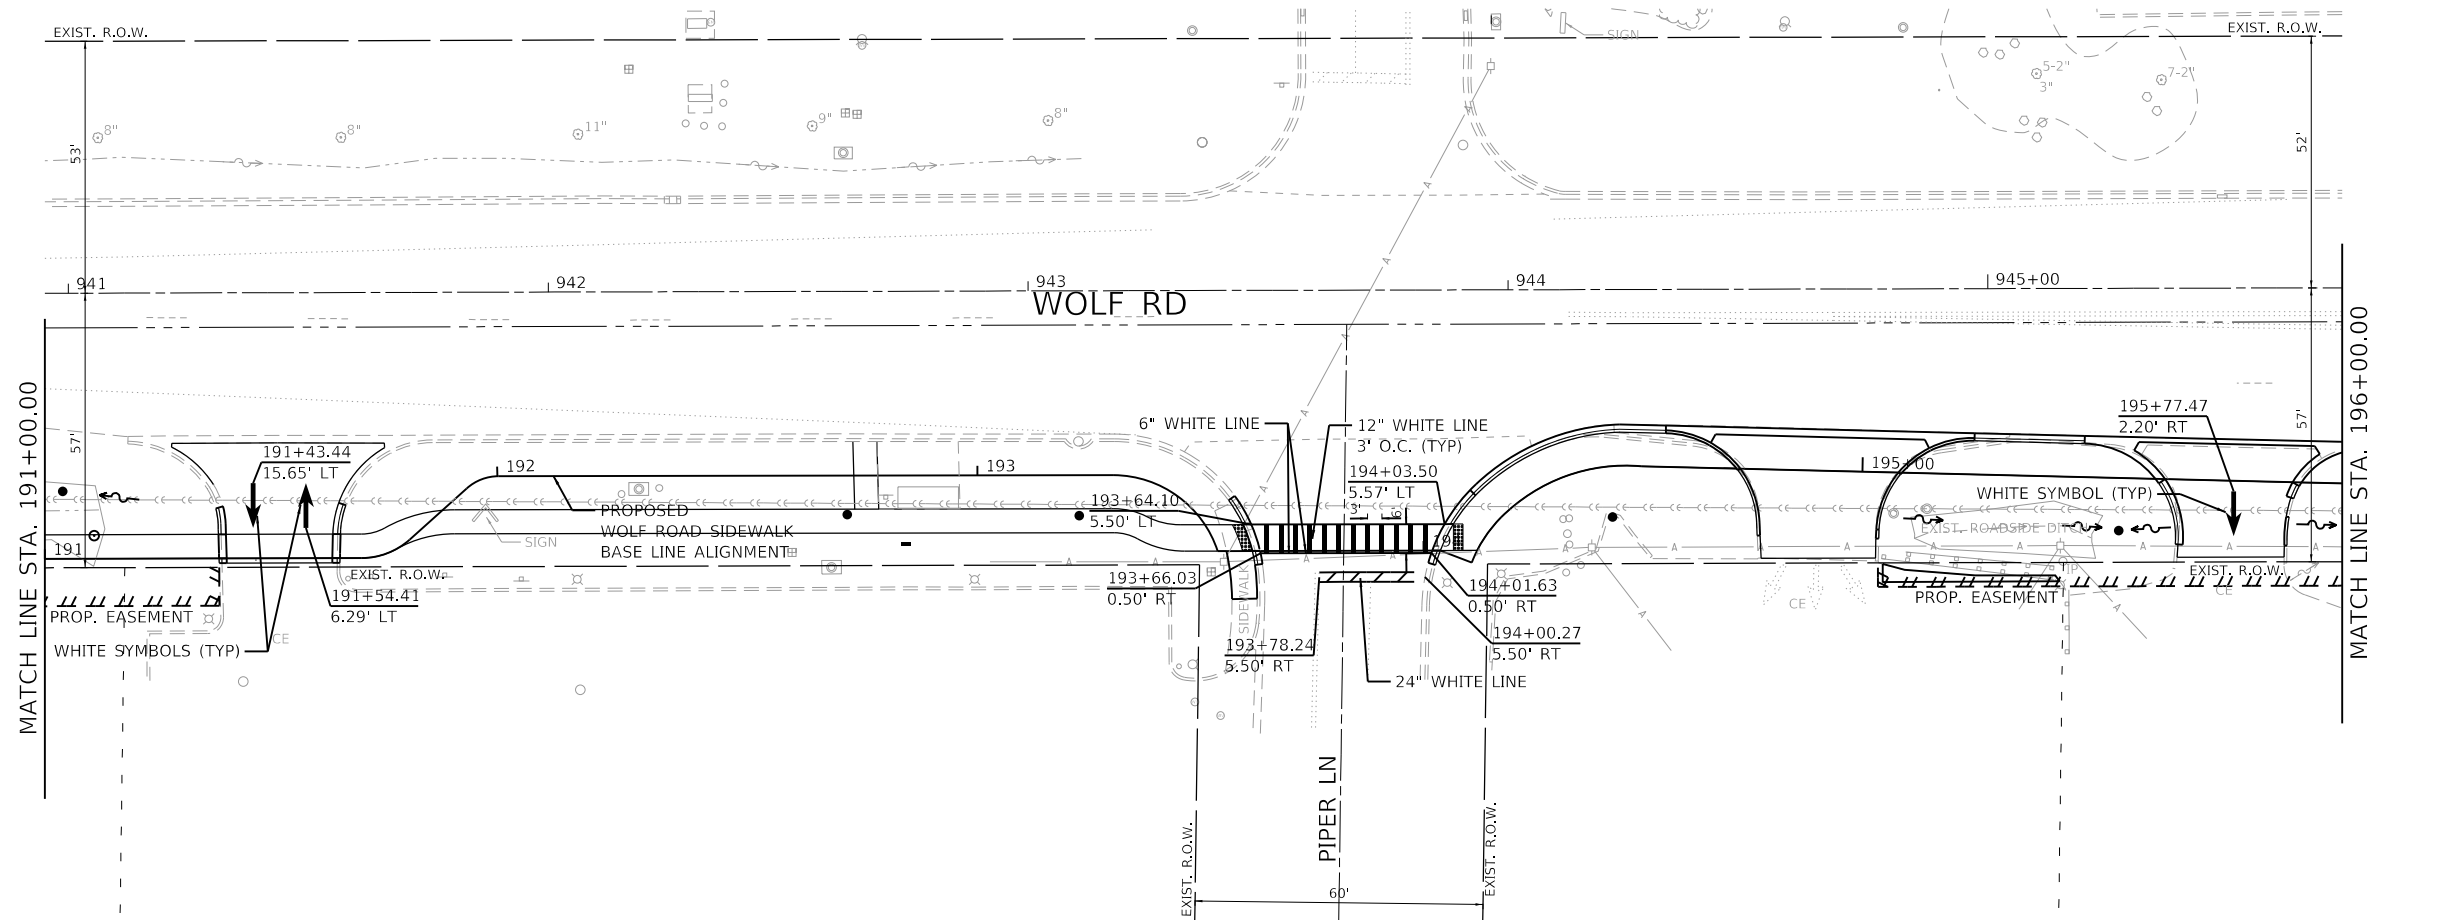 EXIST. R.O.W.
EXIST. R.O.W.
SIGN
5-2"
3"
7-2"
8"
8"
11"
9"
8"
53'
52'
941
942
943
944
945+00
WOLF RD
MATCH LINE STA. 191+00.00
MATCH LINE STA. 196+00.00
57'
57'
6" WHITE LINE
12" WHITE LINE
3' O.C. (TYP)
195+77.47
2.20' RT
191+43.44
15.65' LT
192
193
194+03.50
5.57' LT
195+00
193+64.10
5.50' LT
3'
6'
WHITE SYMBOL (TYP)
PROPOSED
WOLF ROAD SIDEWALK
BASE LINE ALIGNMENT
SIGN
EXIST. ROADSIDE DITCH
191
19
EXIST. R.O.W.
EXIST. R.O.W.
TP
193+66.03
0.50' RT
194+01.63
0.50' RT
191+54.41
6.29' LT
PROP. EASEMENT
PROP. EASEMENT
CE
CE
CE
SIDEWALK
WHITE SYMBOLS (TYP)
193+78.24
5.50' RT
194+00.27
5.50' RT
24" WHITE LINE
PIPER LN
EXIST. R.O.W.
EXIST. R.O.W.
60'